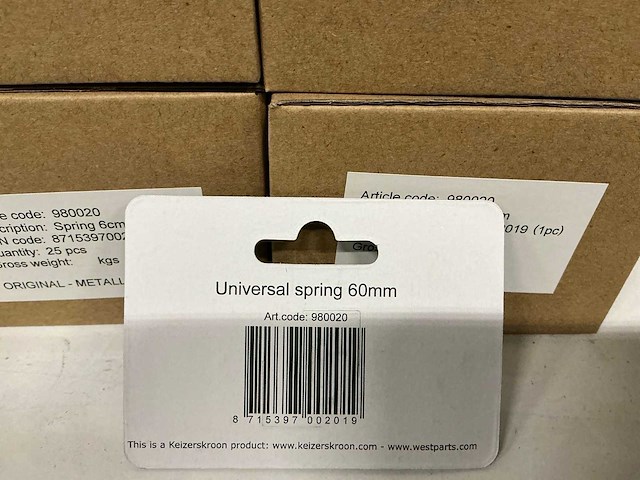 e code: 980020
cription: Spring 6cm
N code: 871539700
uantity: 25 pcs
ross weight: kgs
ORIGINAL - METALL
Article code: 980020
m
2019 (1pc)
Gro
Universal spring 60mm
Art.code: 980020
8 715397 002019
This is a Keizerskroon product: www.keizerskroon.com - www.westparts.com